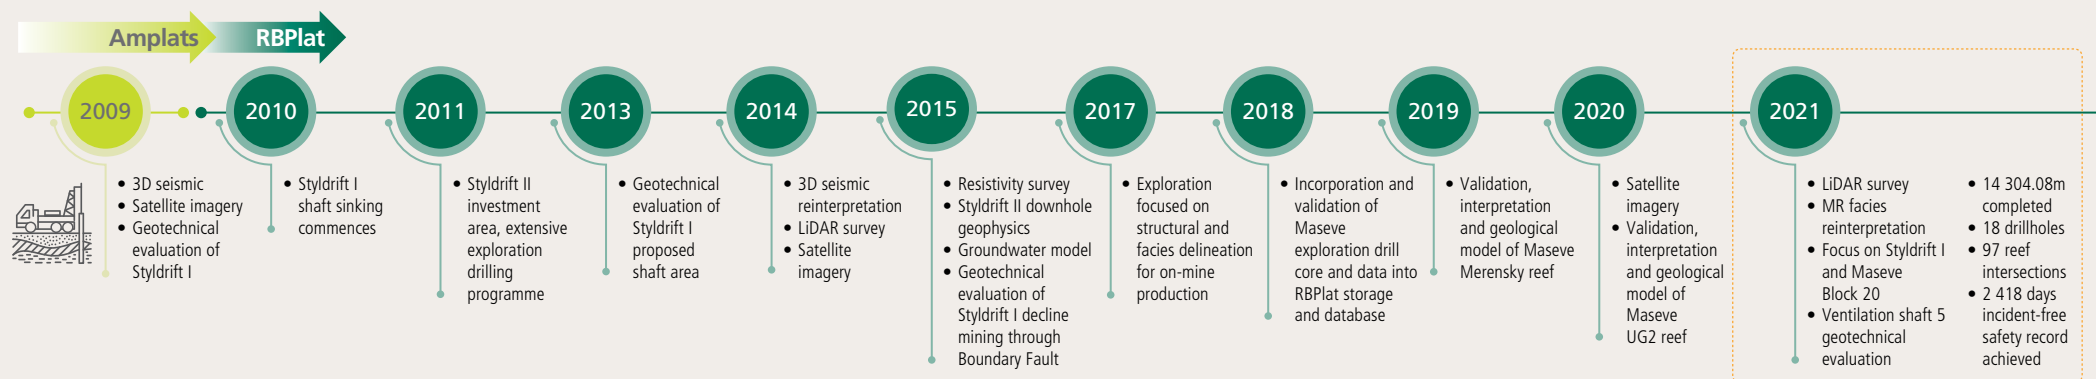 Amplats
RBPlat
2009
• 3D seismic
• Satellite imagery
• Geotechnical
evaluation of
Styldrift I
2010
• Styldrift I
shaft sinking
commences
2011
• Styldrift II
investment
area, extensive
exploration
drilling
programme
2013
• Geotechnical
evaluation of
Styldrift I
proposed
shaft area
2014
• 3D seismic
reinterpretation
• LiDAR survey
• Satellite
imagery
2015
• Resistivity survey
• Styldrift II downhole
geophysics
• Groundwater model
• Geotechnical
evaluation of
Styldrift I decline
mining through
Boundary Fault
2017
• Exploration
focused on
structural and
facies delineation
for on-mine
production
2018
• Incorporation and
validation of
Maseve
exploration drill
core and data into
RBPlat storage
and database
2019
• Validation,
interpretation
and geological
model of Maseve
Merensky reef
2020
• Satellite
imagery
• Validation,
interpretation
and geological
model of
Maseve
UG2 reef
2021
• LiDAR survey
• MR facies
reinterpretation
• Focus on Styldrift I
and Maseve
Block 20
• Ventilation shaft 5
geotechnical
evaluation
• 14 304.08m
completed
• 18 drillholes
• 97 reef
intersections
• 2 418 days
incident-free
safety record
achieved